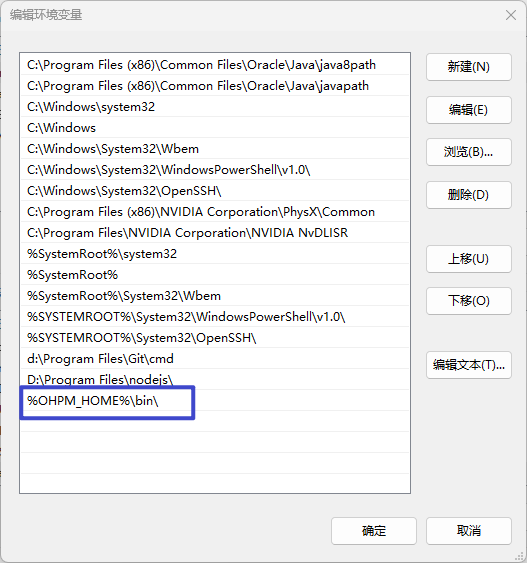 编辑环境变量
C:\Program Files (x86)\Common Files\Oracle\Java\java8path
C:\Program Files (x86)\Common Files\Oracle\Java\javapath
C:\Windows\system32
C:\Windows
C:\Windows\System32\Wbem
C:\Windows\System32\WindowsPowerShell\v1.0\
C:\Windows\System32\OpenSSH\
C:\Program Files (x86)\NVIDIA Corporation\PhysX\Common
C:\Program Files\NVIDIA Corporation\NVIDIA NvDLISR
%SystemRoot%\system32
%SystemRoot%
%SystemRoot%\System32\Wbem
%SYSTEMROOT%\System32\WindowsPowerShell\v1.0\
%SYSTEMROOT%\System32\OpenSSH\
d:\Program Files\Git\cmd
D:\Program Files\nodejs\
%OHPM_HOME%\bin\
新建(N)
编辑(E)
浏览(B)...
删除(D)
上移(U)
下移(O)
编辑文本(T)...
确定
取消